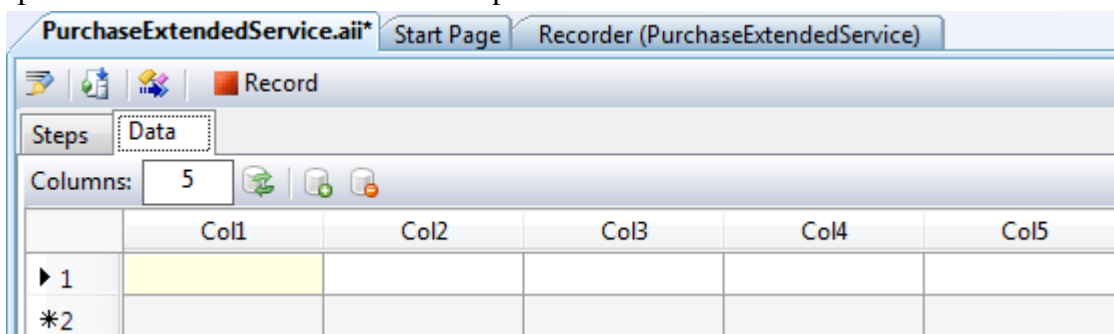 PurchaseExtendedService.aii* Start Page Recorder (PurchaseExtendedService)
Record
Steps Data
Columns: 5
Col1 Col2 Col3 Col4 Col5
1
*2